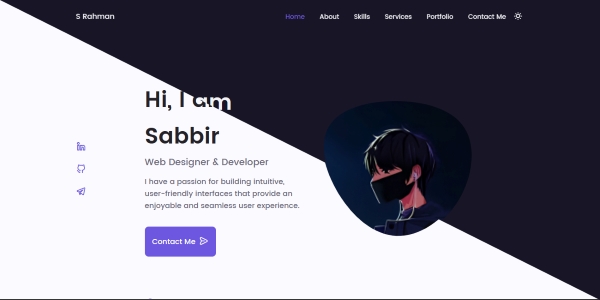 S Rahman
Home About Skills Services Portfolio Contact Me
Hi, I am
Sabbir
Web Designer & Developer
I have a passion for building intuitive,
user-friendly interfaces that provide an
enjoyable and seamless user experience.
Contact Me